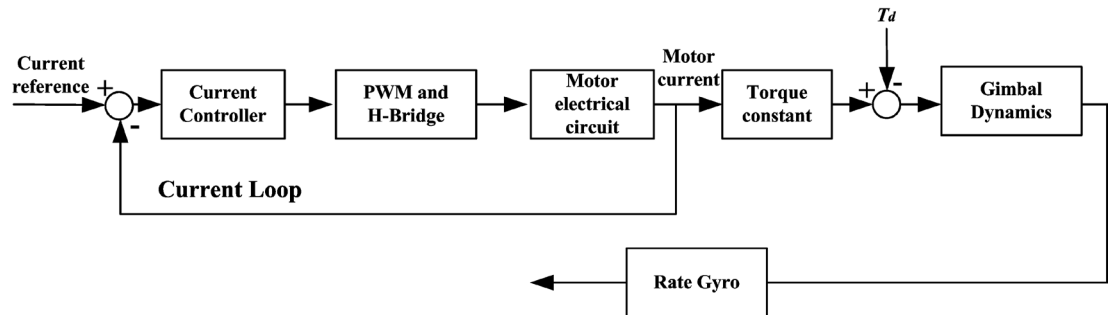 Current
reference
+
-
Current
Controller
PWM and
H-Bridge
Motor
electrical
circuit
Motor
current
Torque
constant
Td
+
-
Gimbal
Dynamics
Current Loop
Rate Gyro